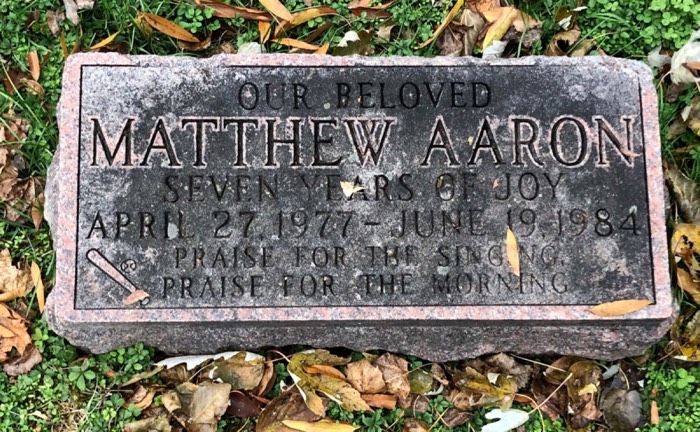 OUR BELOVED
MATTHEW AARON
SEVEN YEARS OF JOY
APRIL 27, 1977 - JUNE 19, 1984
PRAISE FOR THE SINGING,
PRAISE FOR THE MORNING